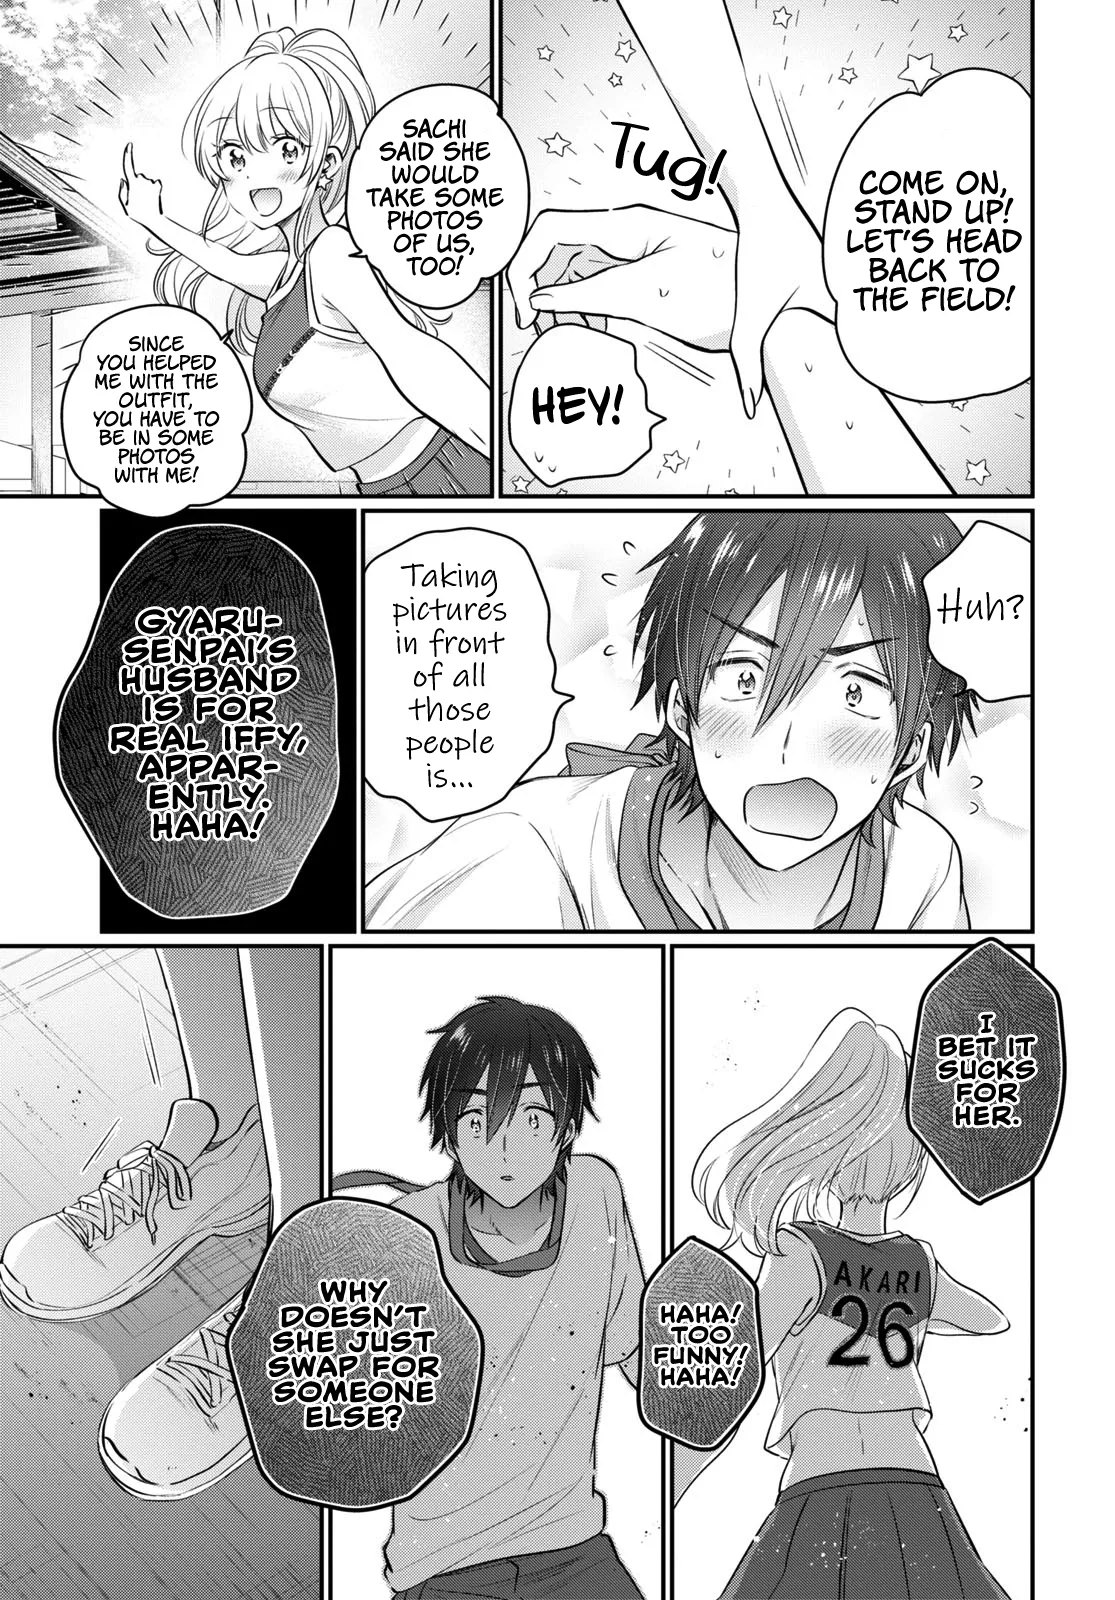 COME ON,
STAND UP!
LET'S HEAD
BACK TO
THE FIELD!
Tug!
HEY!
SACHI
SAID SHE
WOULD
TAKE SOME
PHOTOS
OF US,
TOO!
SINCE
YOU HELPED
ME WITH THE
OUTFIT,
YOU HAVE TO
BE IN SOME
PHOTOS
WITH ME!
Huh?
Taking
pictures
in front
of all
those
people
is...
GYARU-
SENPAI'S
HUSBAND
IS FOR
REAL IFFY,
APPAR-
ENTLY.
HAHA!
I
BET IT
SUCKS
FOR
HER.
AKARI
26
HAHA!
TOO
FUNNY!
HAHA!
WHY
DOESN'T
SHE JUST
SWAP FOR
SOMEONE
ELSE?